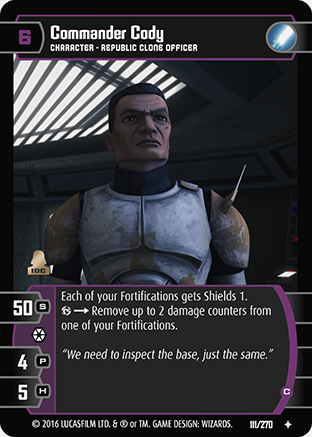 6 Commander Cody
CHARACTER - REPUBLIC CLONE OFFICER
IDC
50 S
4 P
5 H
Each of your Fortifications gets Shields 1.
→ Remove up to 2 damage counters from
one of your Fortifications.
“We need to inspect the base, just the same.”
C
© 2016 LUCASFILM LTD. & ® or TM. GAME DESIGN: WIZARDS. 111/270